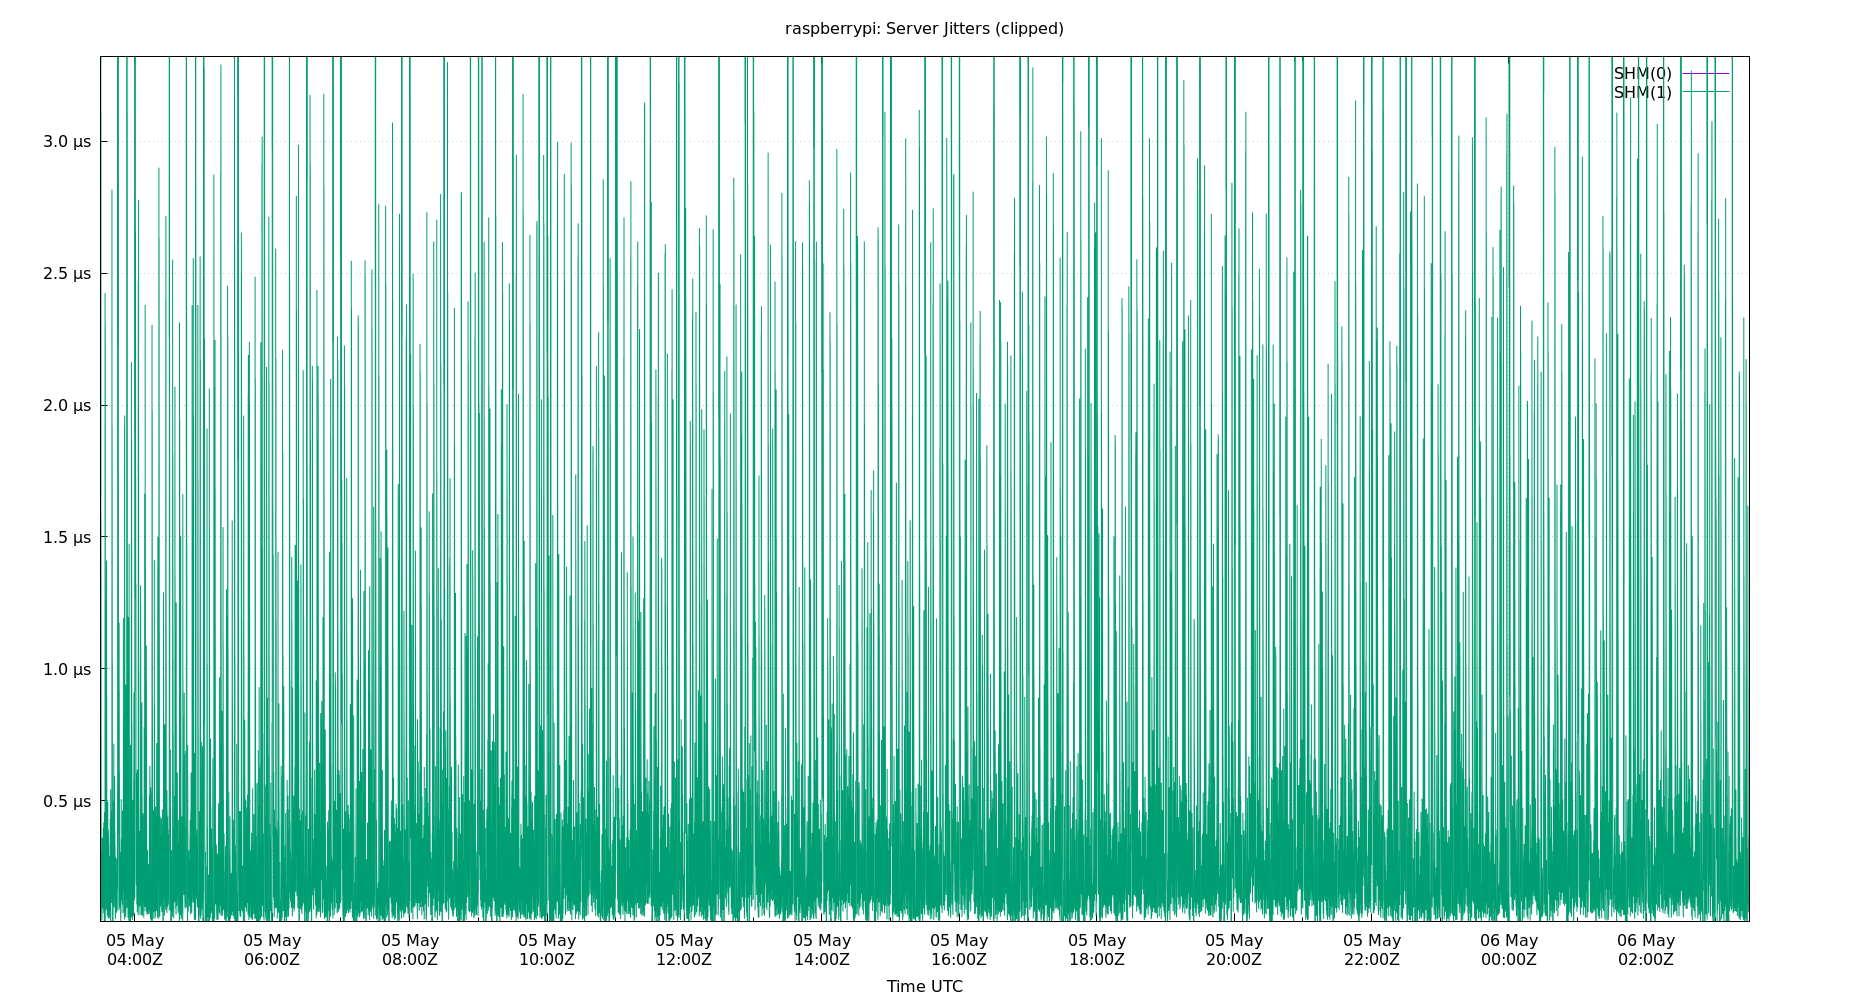 raspberrypi: Server Jitters (clipped)
SHM(0)
SHM(1)
3.0 µs
2.5 µs
2.0 µs
1.5 µs
1.0 µs
0.5 µs
05 May 05 May 05 May 05 May 05 May 05 May 05 May 05 May 05 May 05 May 06 May 06 May
04:00Z 06:00Z 08:00Z 10:00Z 12:00Z 14:00Z 16:00Z 18:00Z 20:00Z 22:00Z 00:00Z 02:00Z
Time UTC